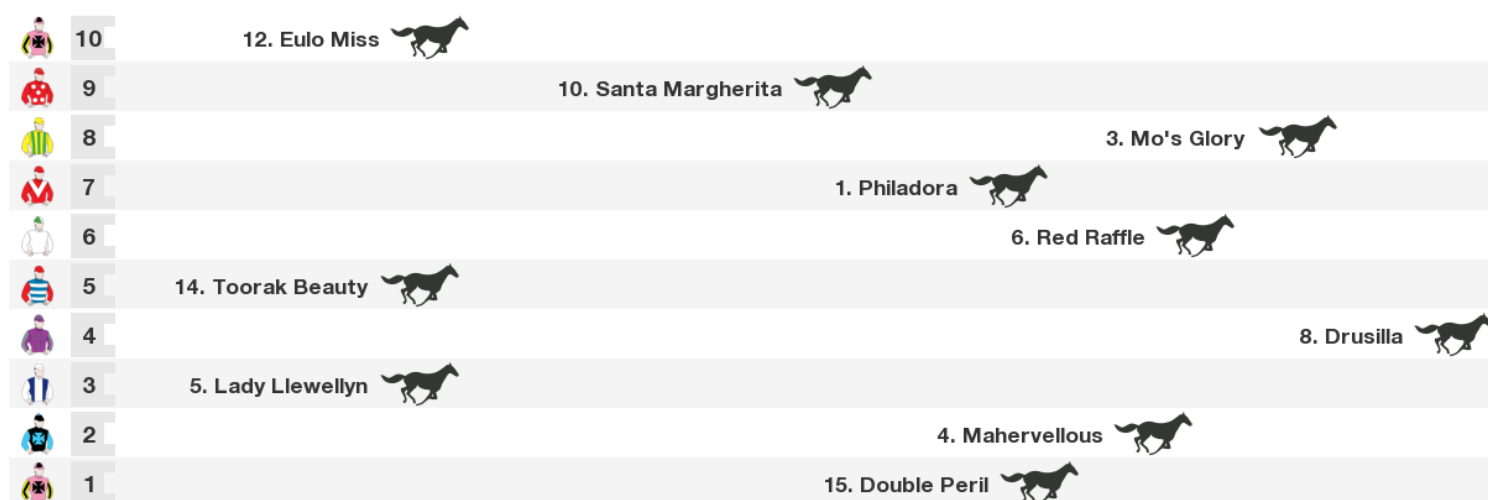 10 12. Eulo Miss
9 10. Santa Margherita
8 3. Mo's Glory
7 1. Philadora
6 6. Red Raffle
5 14. Toorak Beauty
4 8. Drusilla
3 5. Lady Llewellyn
2 4. Mahervellous
1 15. Double Peril